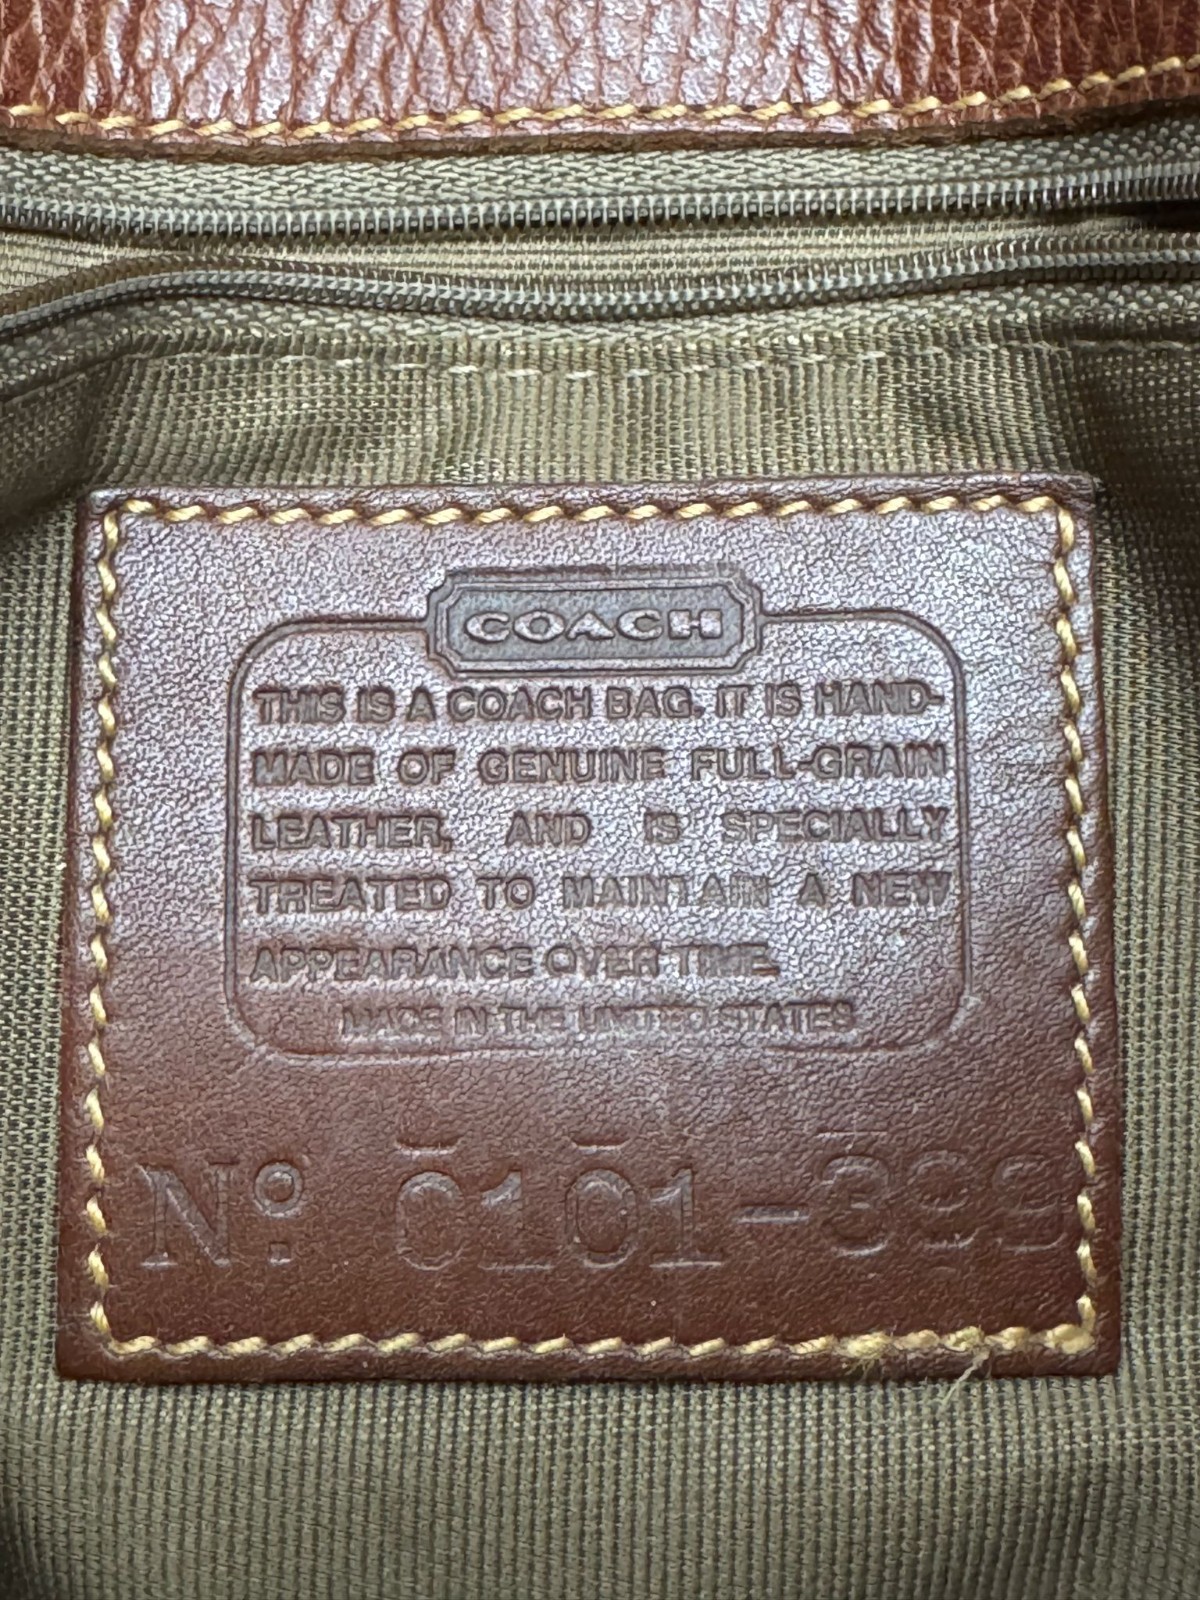 COACH
THIS IS A COACH BAG. IT IS HAND-
MADE OF GENUINE FULL-GRAIN
LEATHER, AND IS SPECIALLY
TREATED TO MAINTAIN A NEW
APPEARANCE OVER TIME.
MADE IN THE UNITED STATES
Nº 0101-399